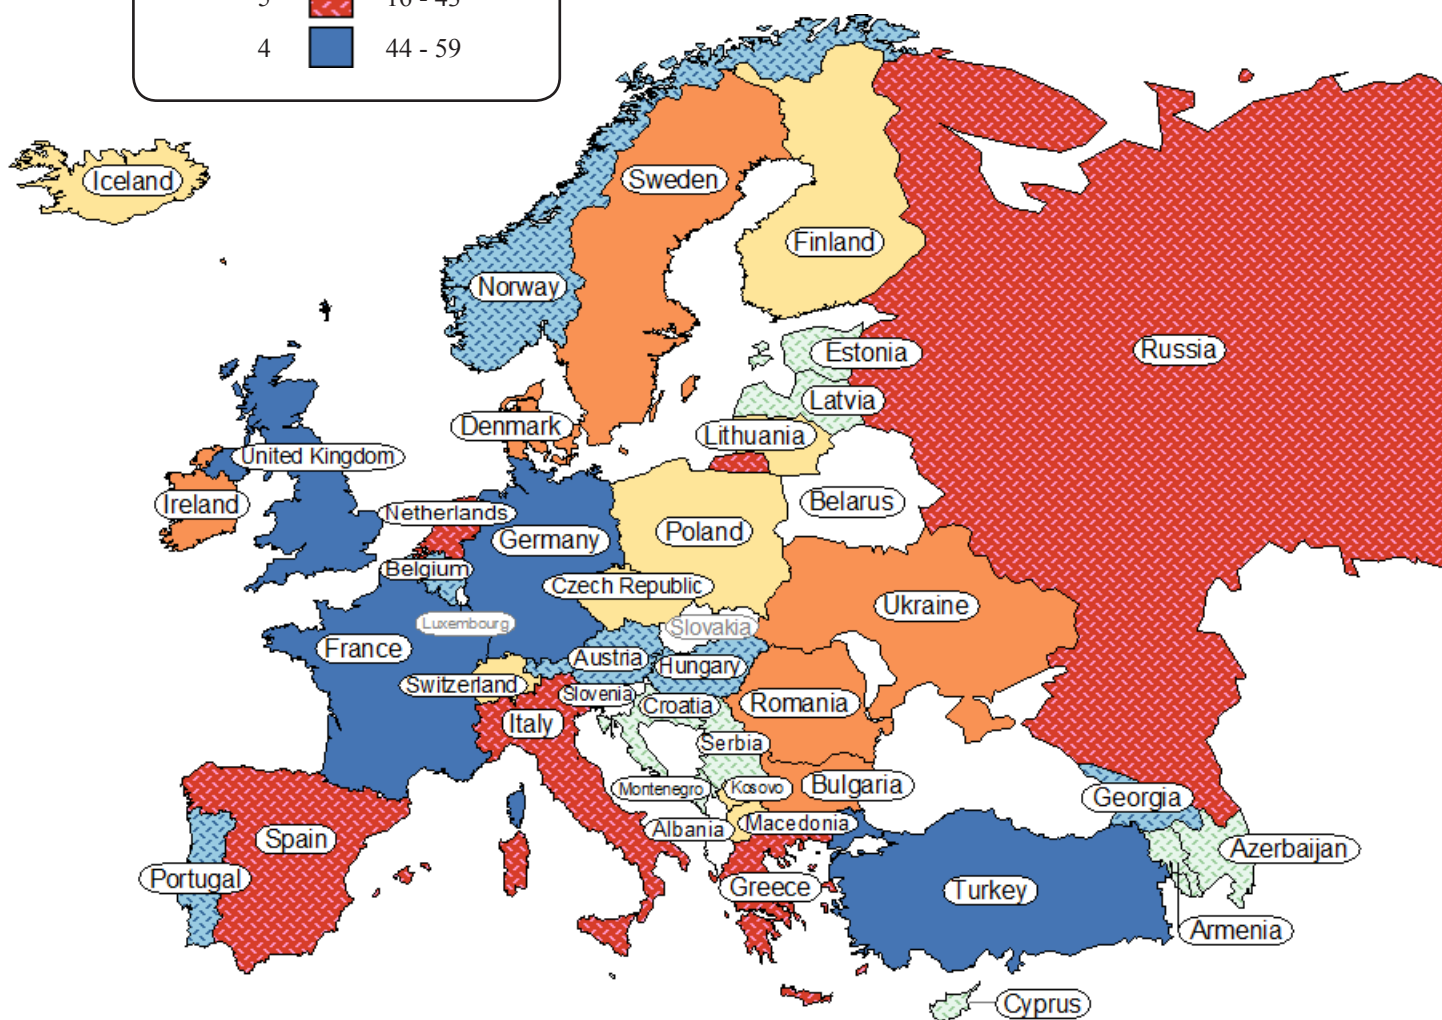 16 - 43
4 44 - 59
Iceland
Sweden
Finland
Norway
Russia
Estonia
Latvia
Denmark
Lithuania
United Kingdom
Ireland
Belarus
Netherlands
Poland
Germany
Belgium
Czech Republic
Ukraine
Luxembourg
Slovakia
France
Austria
Hungary
Switzerland
Slovenia
Croatia
Romania
Italy
Serbia
Montenegro
Kosovo
Bulgaria
Georgia
Albania
Macedonia
Spain
Azerbaijan
Portugal
Greece
Turkey
Armenia
Cyprus